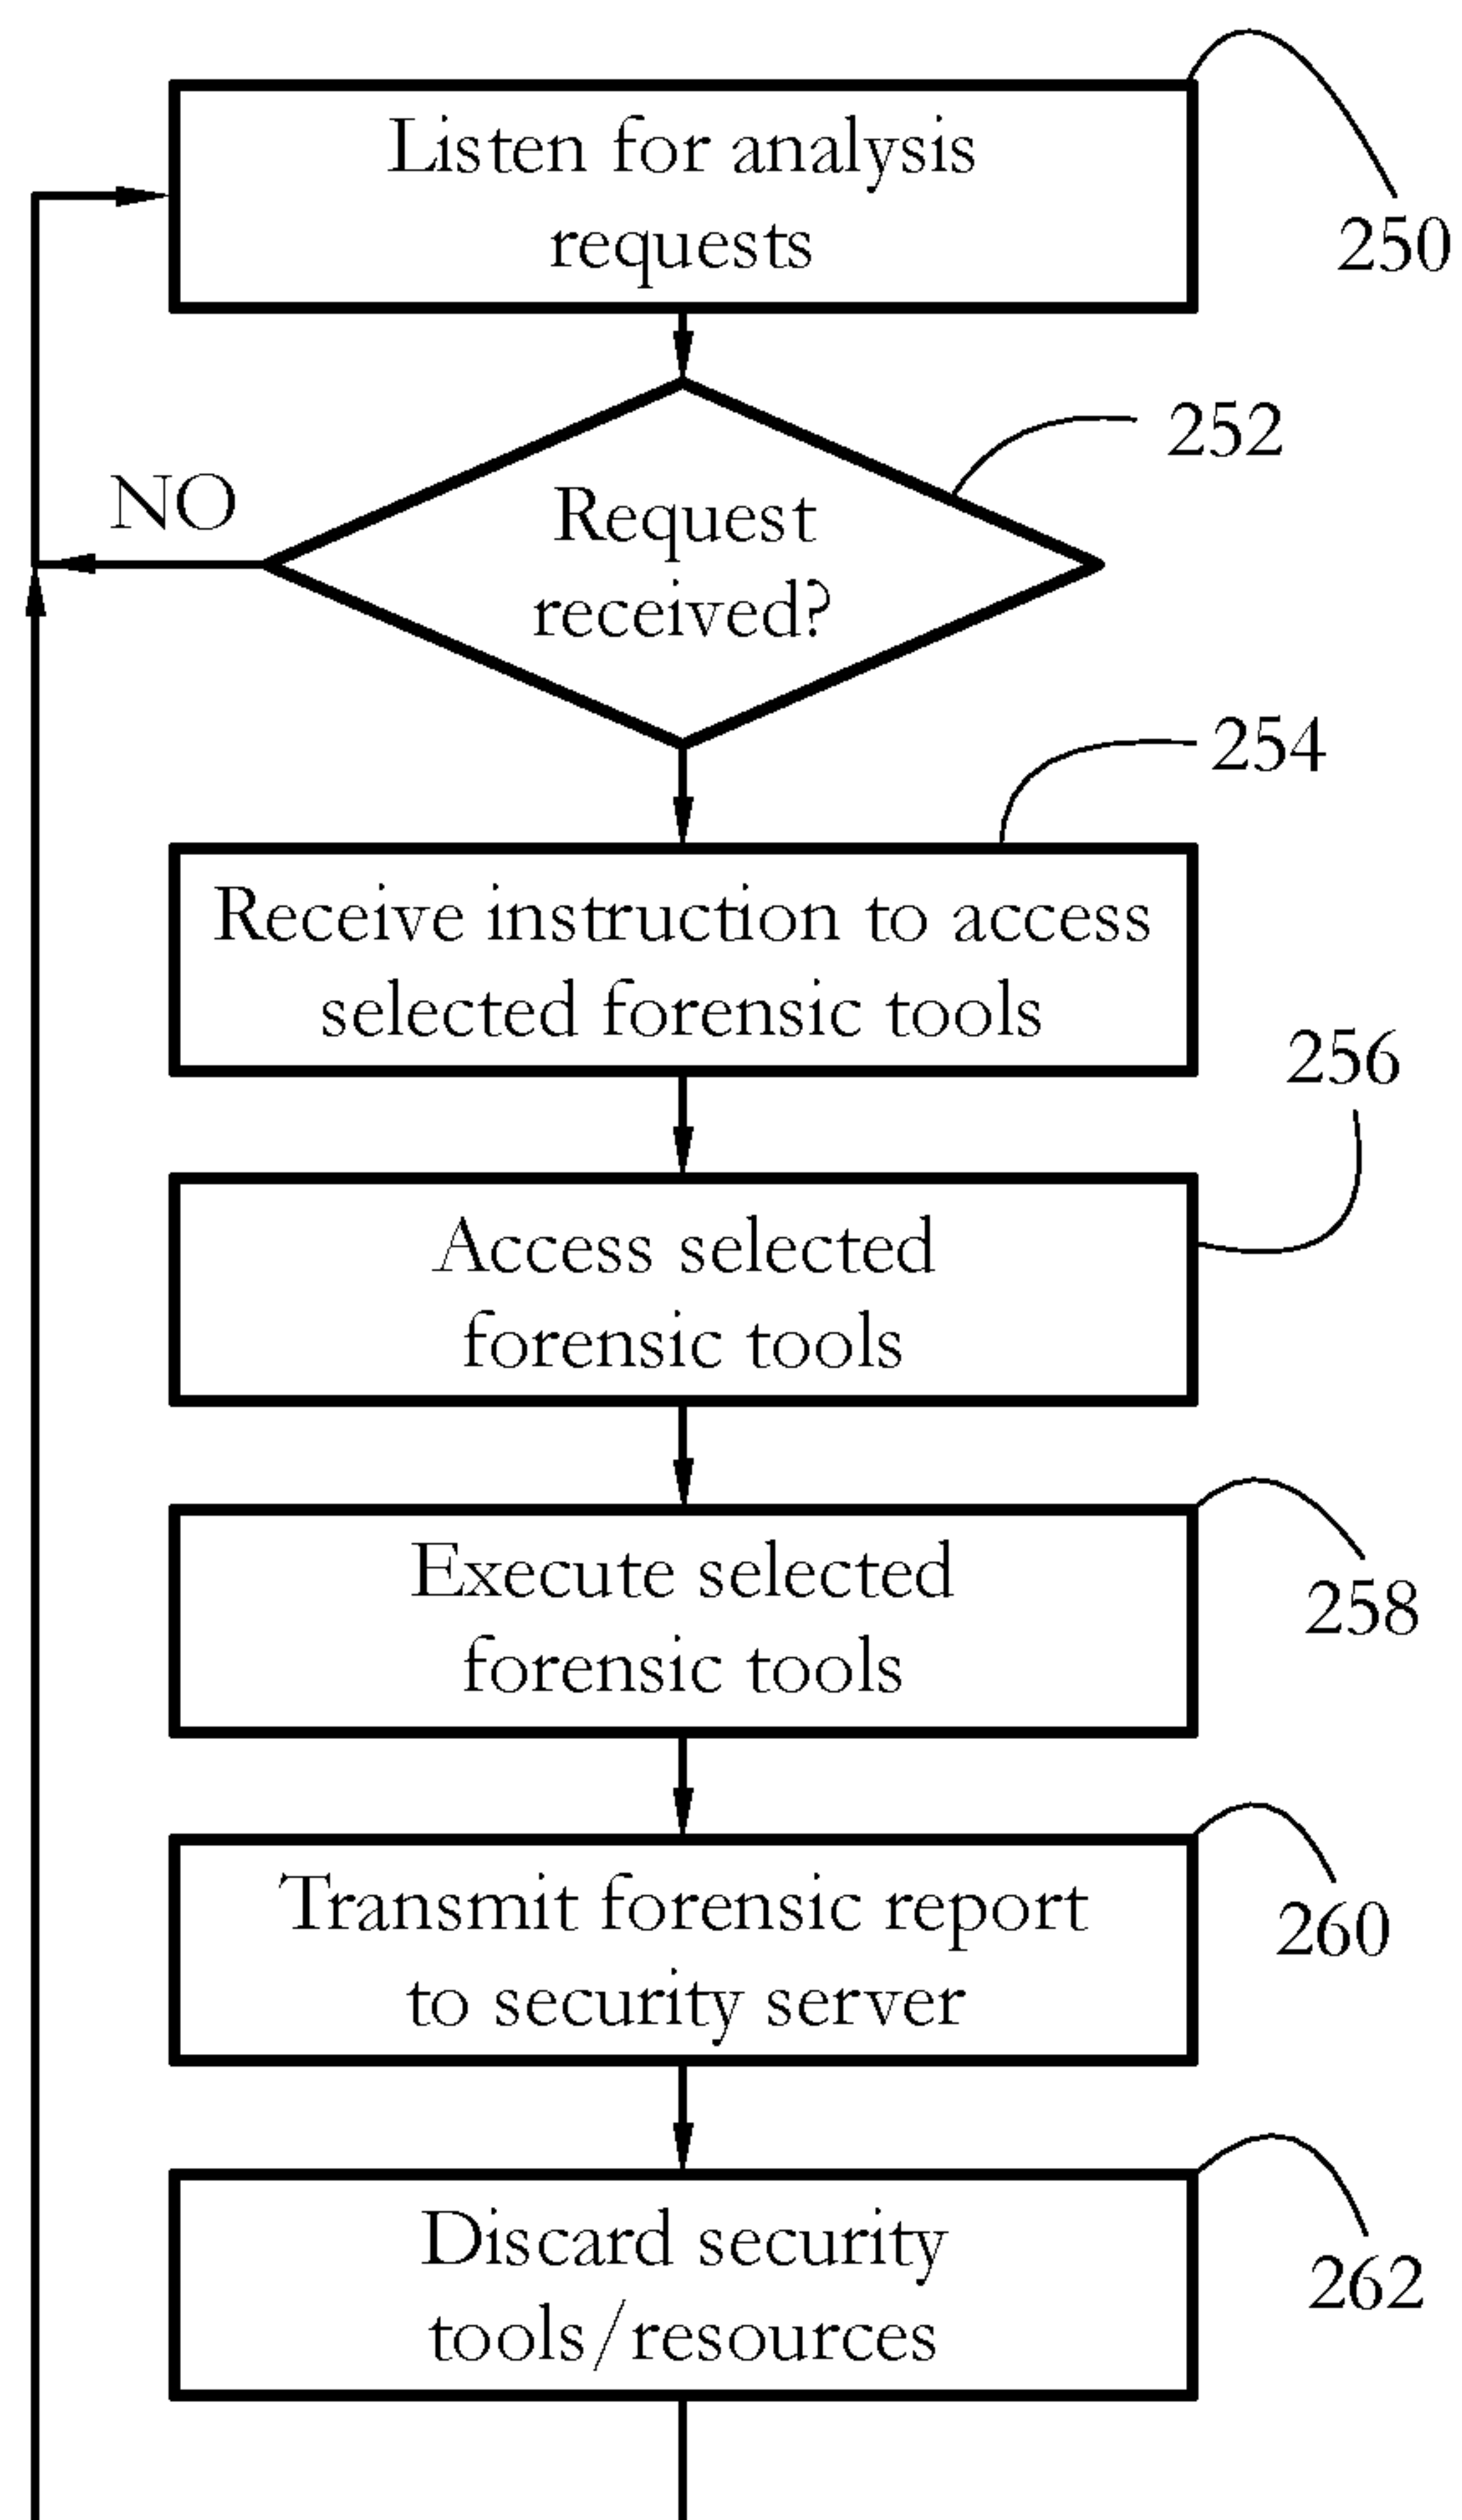 Listen for analysis
requests
250
252
NO
Request
received?
254
Receive instruction to access
selected forensic tools
256
Access selected
forensic tools
Execute selected
forensic tools
258
Transmit forensic report
to security server
260
Discard security
tools/resources
262